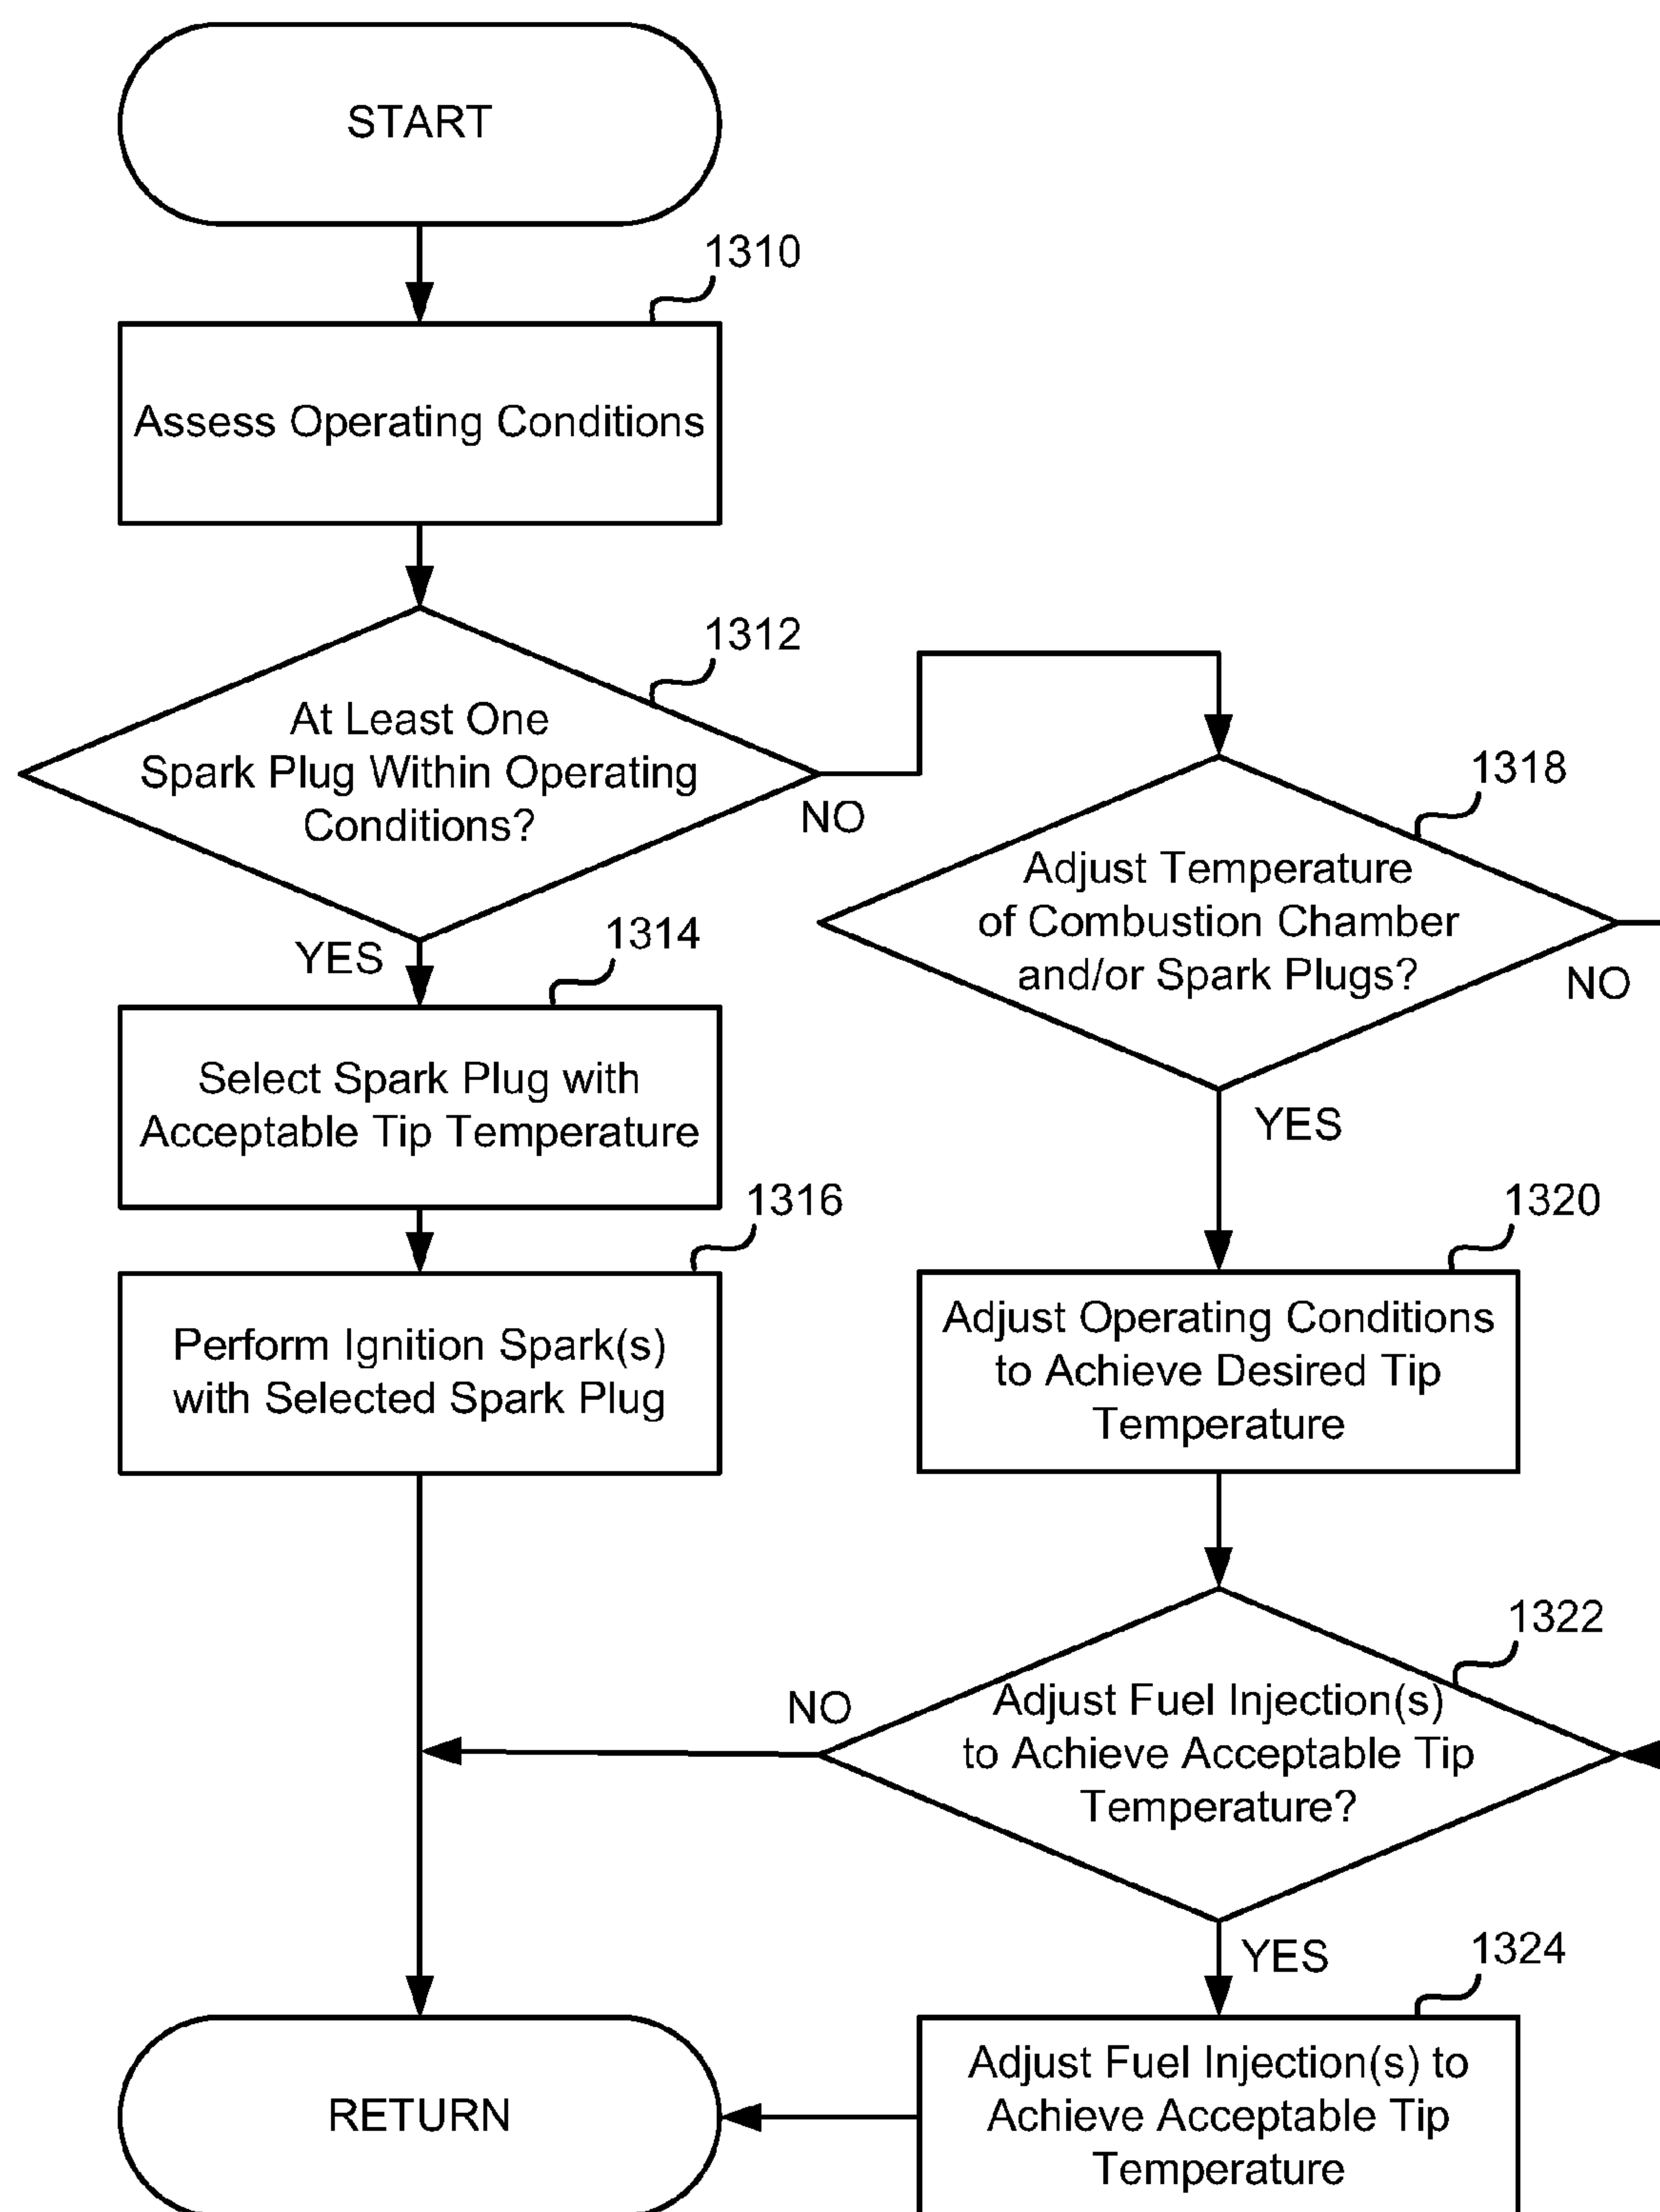 START
1310
Assess Operating Conditions
1312
At Least One
Spark Plug Within Operating
Conditions?
NO
YES
1314
Select Spark Plug with
Acceptable Tip Temperature
1316
Perform Ignition Spark(s)
with Selected Spark Plug
1318
Adjust Temperature
of Combustion Chamber
and/or Spark Plugs?
NO
YES
1320
Adjust Operating Conditions
to Achieve Desired Tip
Temperature
1322
Adjust Fuel Injection(s)
to Achieve Acceptable Tip
Temperature?
NO
YES
1324
Adjust Fuel Injection(s) to
Achieve Acceptable Tip
Temperature
RETURN